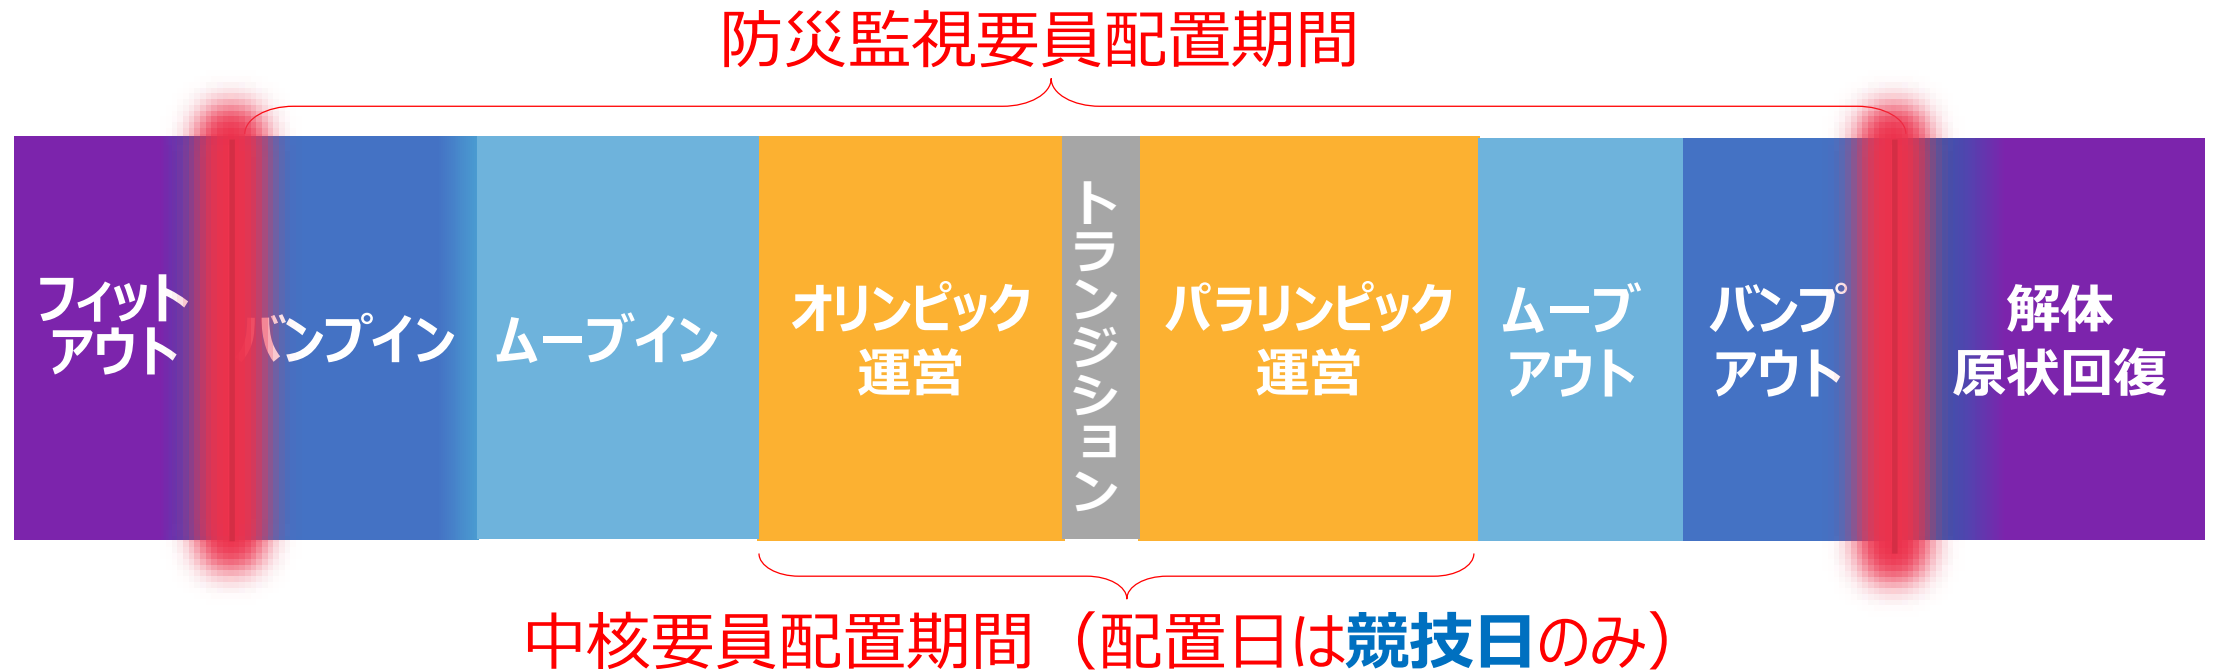 防災監視要員配置期間
フィット
アウト
バンプイン
ムーブイン
オリンピック
運営
トランジション
パラリンピック
運営
ムーブ
アウト
バンプ
アウト
解体
原状回復
中核要員配置期間（配置日は競技日のみ）